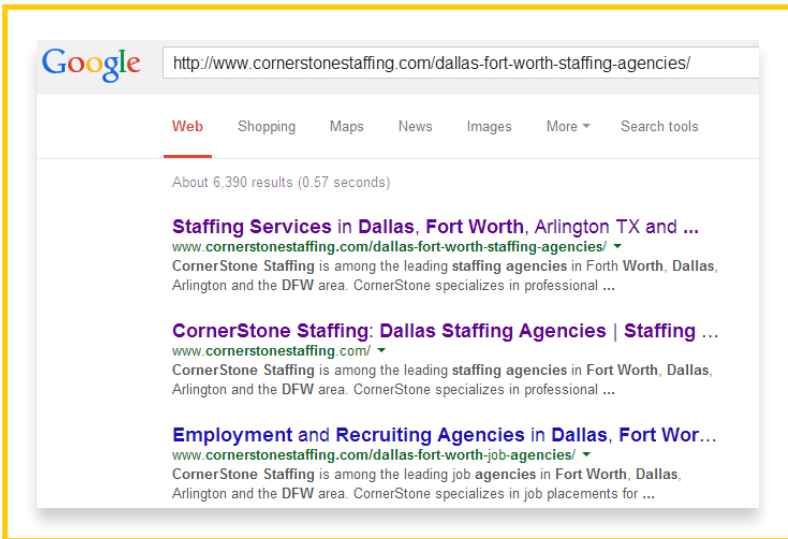 Google
http://www.cornerstonestaffing.com/dallas-fort-worth-staffing-agencies/
Web Shopping Maps News Images More Search tools
About 6,390 results (0.57 seconds)
Staffing Services in Dallas, Fort Worth, Arlington TX and ...
www.cornerstonestaffing.com/dallas-fort-worth-staffing-agencies/
CornerStone Staffing is among the leading staffing agencies in Forth Worth, Dallas,
Arlington and the DFW area. CornerStone specializes in professional ...
CornerStone Staffing: Dallas Staffing Agencies | Staffing ...
www.cornerstonestaffing.com/
CornerStone Staffing is among the leading staffing agencies in Fort Worth, Dallas,
Arlington and the DFW area. CornerStone specializes in professional ...
Employment and Recruiting Agencies in Dallas, Fort Wor...
www.cornerstonestaffing.com/dallas-fort-worth-job-agencies/
CornerStone Staffing is among the leading job agencies in Fort Worth, Dallas,
Arlington and the DFW area. CornerStone specializes in job placements for ...